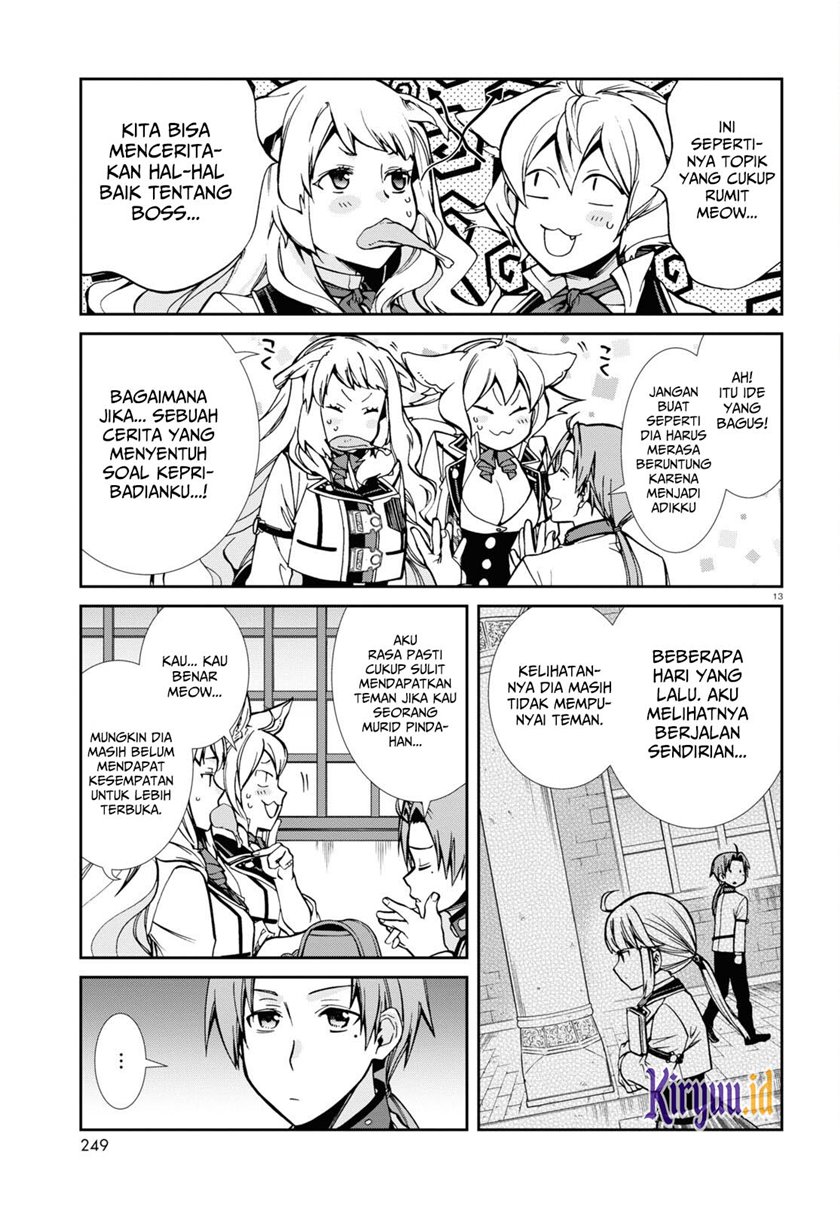 INI
SEPERTI-
NYA TOPIK
YANG CUKUP
RUMIT
MEOW...
KITA BISA
MENCERITA-
KAN HAL-HAL
BAIK TENTANG
BOSS...
AH!
ITU IDE
YANG
BAGUS!
JANGAN
BUAT
SEPERTI
DIA HARUS
MERASA
BERUNTUNG
KARENA
MENJADI
ADIKKU
BAGAIMANA
JIKA... SEBUAH
CERITA YANG
MENYENTUH
SOAL KEPRI-
BADIANKU...!
13
BEBERAPA
HARI YANG
LALU. AKU
MELIHATNYA
BERJALAN
SENDIRIAN...
KELIHATAN-
NYA DIA MASIH
TIDAK MEMPU-
NYAI TEMAN.
AKU
RASA PASTI
CUKUP SULIT
MENDAPATKAN
TEMAN JIKA KAU
SEORANG
MURID PINDA-
HAN...
KAU... KAU
BENAR
MEOW...
MUNGKIN DIA
MASIH BELUM
MENDAPAT
KESEMPATAN
UNTUK LEBIH
TERBUKA.
...
Kiryuu.id
249